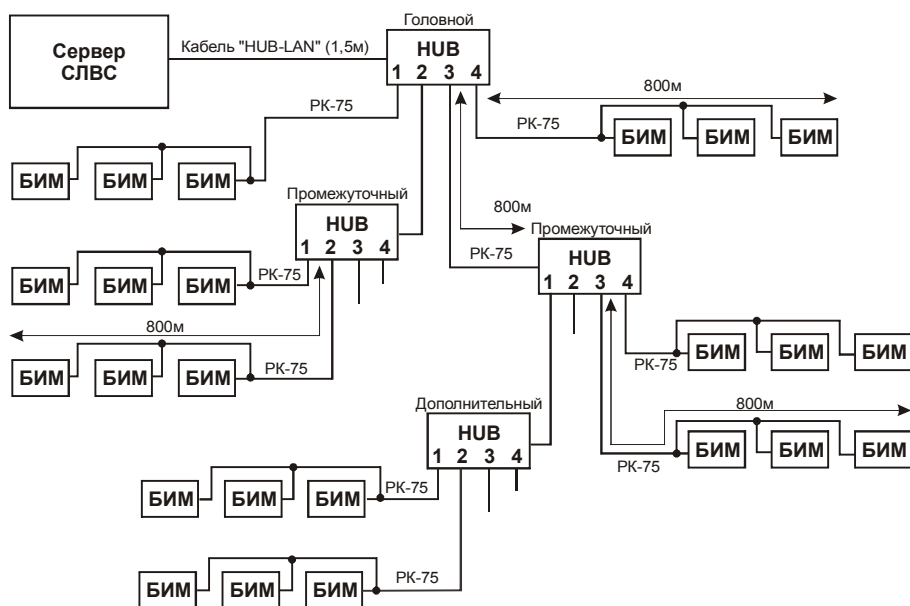 Головной
Сервер
СЛВС
Кабель "HUB-LAN" (1,5м)
HUB
1 2 3 4
800м
РК-75
РК-75
БИМ БИМ БИМ
БИМ БИМ БИМ
Промежуточный
HUB
1 2 3 4
800м
Промежуточный
HUB
1 2 3 4
РК-75
РК-75
БИМ БИМ БИМ
800м
БИМ БИМ БИМ
РК-75
БИМ БИМ БИМ
РК-75
800м
БИМ БИМ БИМ
РК-75
Дополнительный
HUB
1 2 3 4
РК-75
БИМ БИМ БИМ
РК-75
БИМ БИМ БИМ